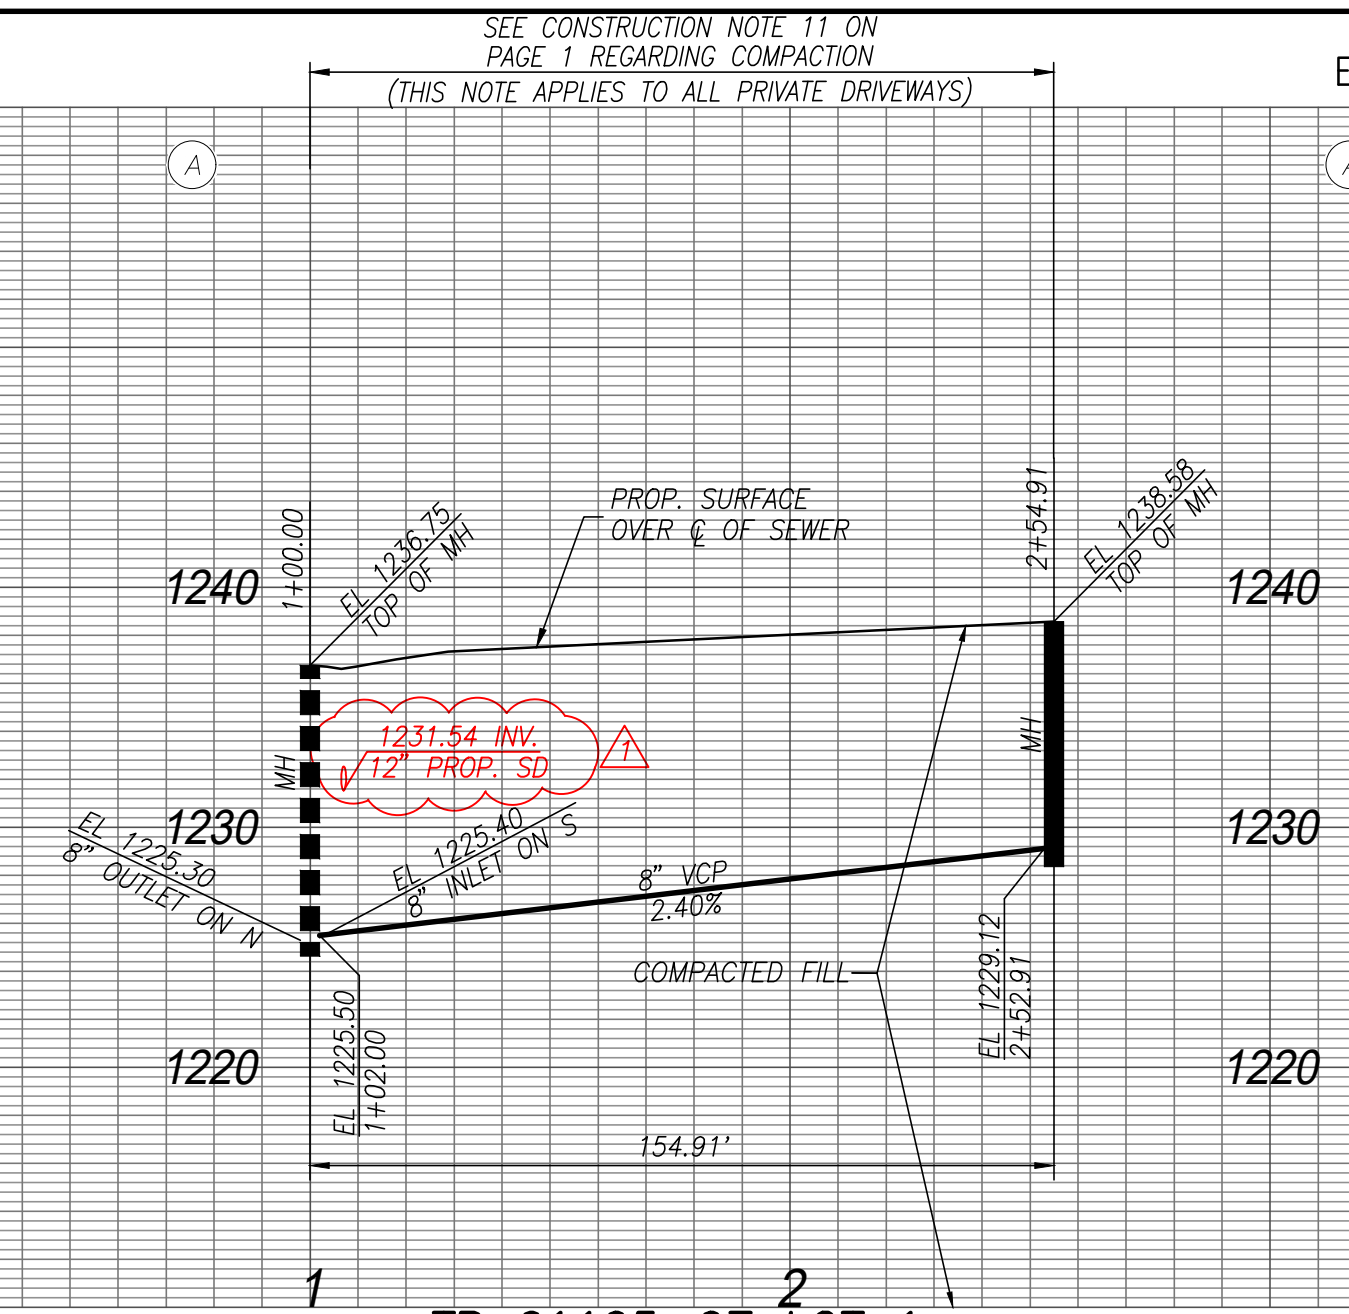 SEE CONSTRUCTION NOTE 11 ON
PAGE 1 REGARDING COMPACTION
(THIS NOTE APPLIES TO ALL PRIVATE DRIVEWAYS)
A
PROP. SURFACE
OVER ℄ OF SEWER
1+00.00
EL 1236.75
TOP OF MH
2+54.91
EL 1238.58
TOP OF MH
1240
1240
MH
1231.54 INV.
12" PROP. SD
1
MH
1230
1230
EL 1225.30
8" OUTLET ON N
EL 1225.40
8" INLET ON S
8" VCP
2.40%
COMPACTED FILL
EL 1229.12
2+52.91
EL 1225.50
1+02.00
1220
1220
154.91'
1
2